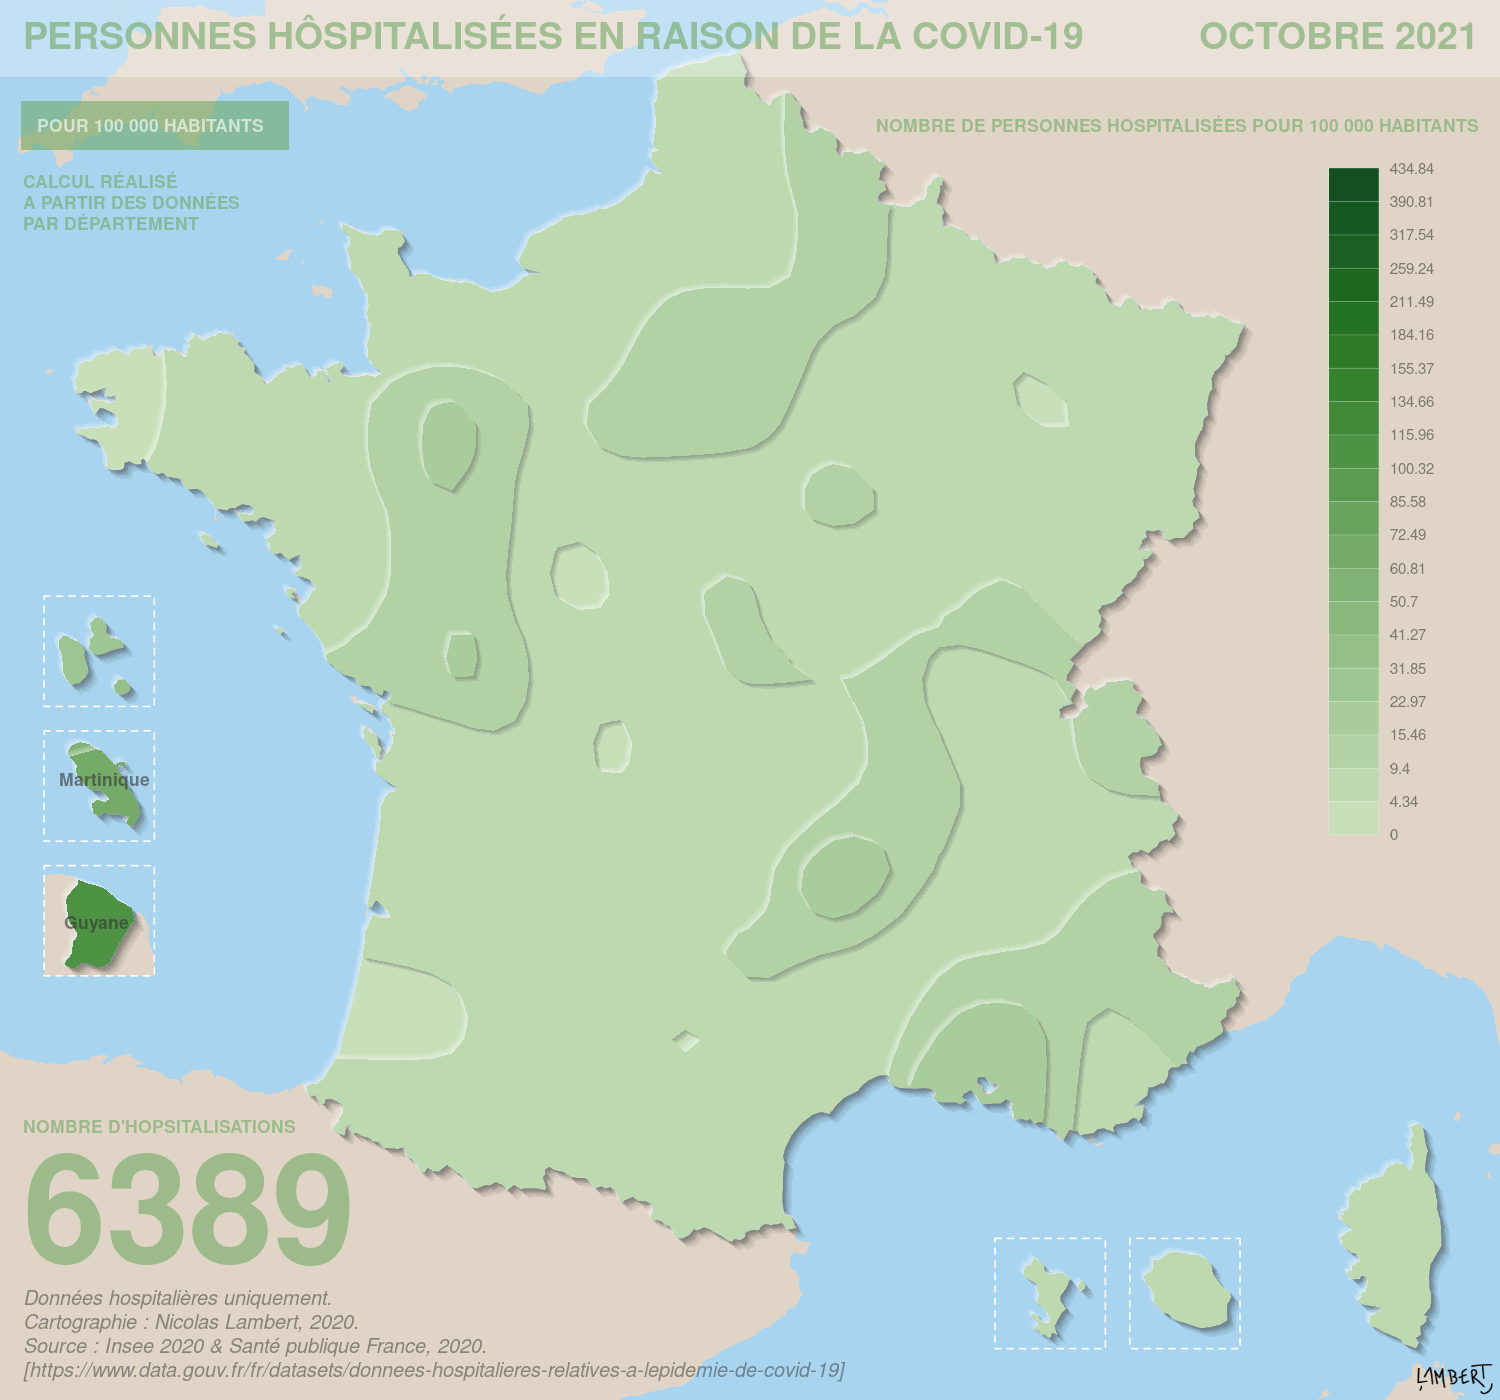 PERSONNES HÔSPITALISÉES EN RAISON DE LA COVID-19
OCTOBRE 2021
POUR 100 000 HABITANTS
CALCUL RÉALISÉ
A PARTIR DES DONNÉES
PAR DÉPARTEMENT
NOMBRE DE PERSONNES HOSPITALISÉES POUR 100 000 HABITANTS
434.84
390.81
317.54
259.24
211.49
184.16
155.37
134.66
115.96
100.32
85.58
72.49
60.81
50.7
41.27
31.85
22.97
15.46
9.4
4.34
0
Martinique
Guyane
NOMBRE D'HOPSITALISATIONS
6389
Données hospitalières uniquement.
Cartographie : Nicolas Lambert, 2020.
Source : Insee 2020 & Santé publique France, 2020.
[https://www.data.gouv.fr/fr/datasets/donnees-hospitalieres-relatives-a-lepidemie-de-covid-19]
LAMBERT